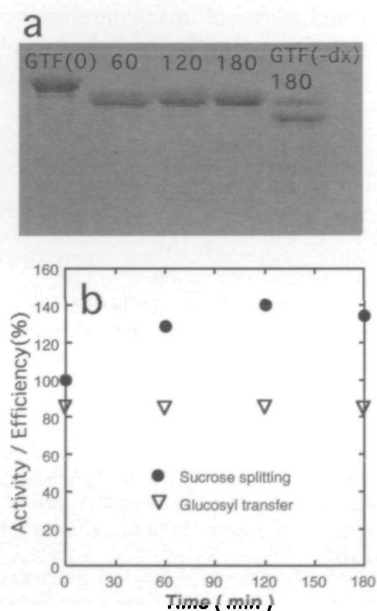 a
GTF(0) 60 120 180 GTF(-dx)
180
b
160
140
120
100
80
60
40
20
0
Activity / Efficiency(%)
Sucrose splitting
Glucosyl transfer
0 30 60 90 120 150 180
Time ( min )